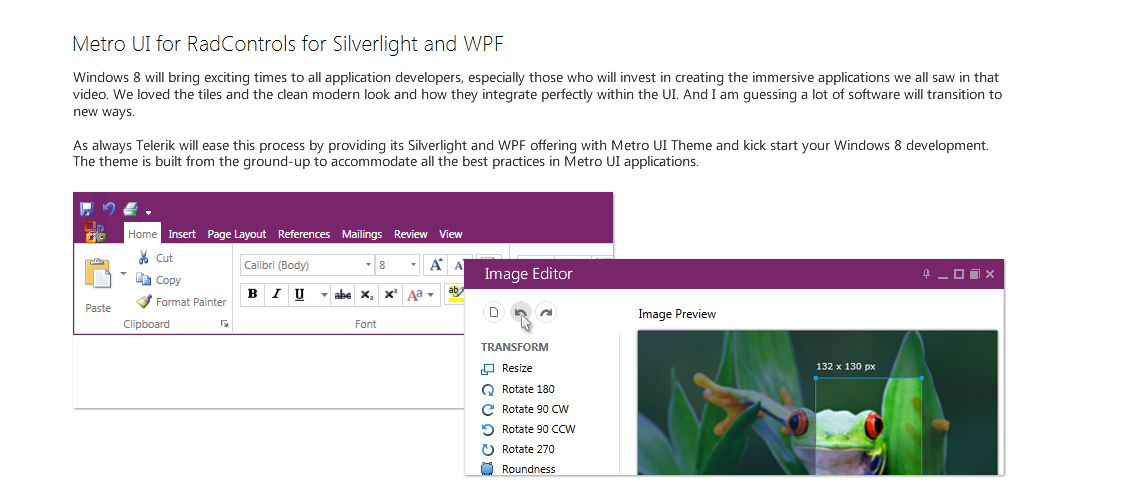 Metro UI for RadControls for Silverlight and WPF
Windows 8 will bring exciting times to all application developers, especially those who will invest in creating the immersive applications we all saw in that
video. We loved the tiles and the clean modern look and how they integrate perfectly within the UI. And I am guessing a lot of software will transition to
new ways.
As always Telerik will ease this process by providing its Silverlight and WPF offering with Metro UI Theme and kick start your Windows 8 development.
The theme is built from the ground-up to accommodate all the best practices in Metro UI applications.
Home Insert Page Layout References Mailings Review View
Cut
Copy
Format Painter
Paste
Clipboard
Calibri (Body) 8 A A
B I U abc X₂ X² Aa ab
Font
Image Editor
Image Preview
TRANSFORM
Resize
Rotate 180
Rotate 90 CW
Rotate 90 CCW
Rotate 270
Roundness
132 x 130 px